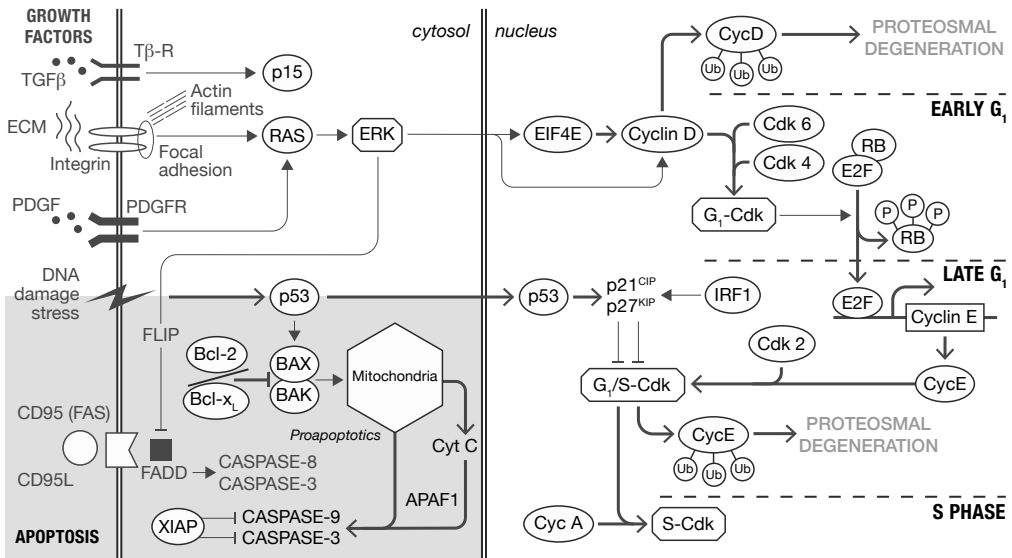 GROWTH
FACTORS
cytosol
nucleus
Tβ-R
TGFβ
p15
Actin
filaments
ECM
Integrin
Focal
adhesion
RAS
ERK
EIF4E
Cyclin D
CycD
Ub
Ub
Ub
PROTEOSMAL
DEGENERATION
EARLY G1
Cdk 6
Cdk 4
G1-Cdk
RB
E2F
P
P
P
RB
PDGF
PDGFR
LATE G1
DNA
damage
stress
p53
p53
p21CIP
p27KIP
IRF1
E2F
Cyclin E
FLIP
Bcl-2
Bcl-xL
BAX
BAK
Mitochondria
Cdk 2
G1/S-Cdk
CycE
Proapoptotics
Cyt C
CD95 (FAS)
CD95L
FADD
CASPASE-8
CASPASE-3
CycE
Ub
Ub
Ub
PROTEOSMAL
DEGENERATION
APAF1
XIAP
CASPASE-9
CASPASE-3
APOPTOSIS
Cyc A
S-Cdk
S PHASE